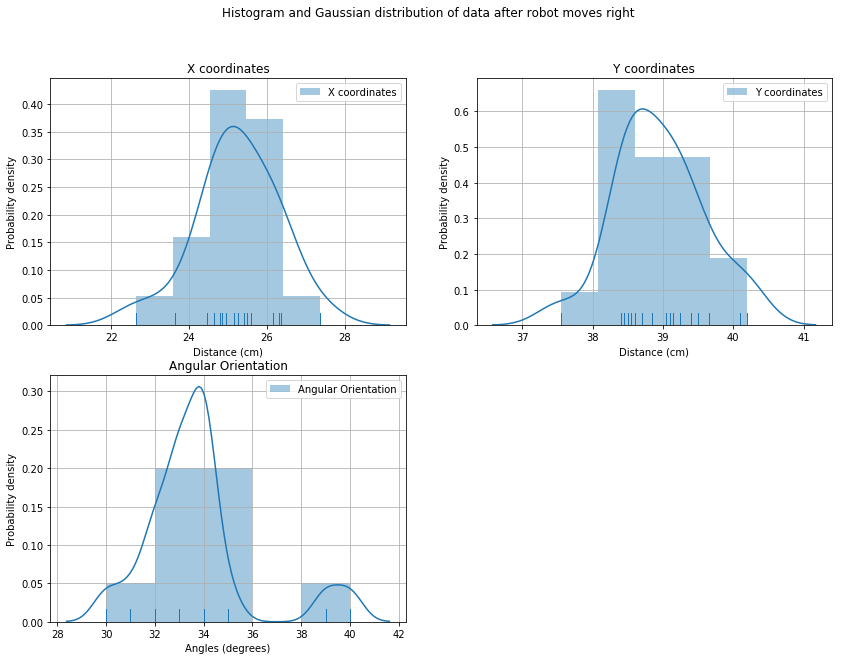 Histogram and Gaussian distribution of data after robot moves right
X coordinates
X coordinates
Probability density
0.40
0.35
0.30
0.25
0.20
0.15
0.10
0.05
0.00
22 24 26 28
Distance (cm)
Y coordinates
Y coordinates
Probability density
0.6
0.5
0.4
0.3
0.2
0.1
0.0
37 38 39 40 41
Distance (cm)
Angular Orientation
Angular Orientation
Probability density
0.30
0.25
0.20
0.15
0.10
0.05
0.00
28 30 32 34 36 38 40 42
Angles (degrees)